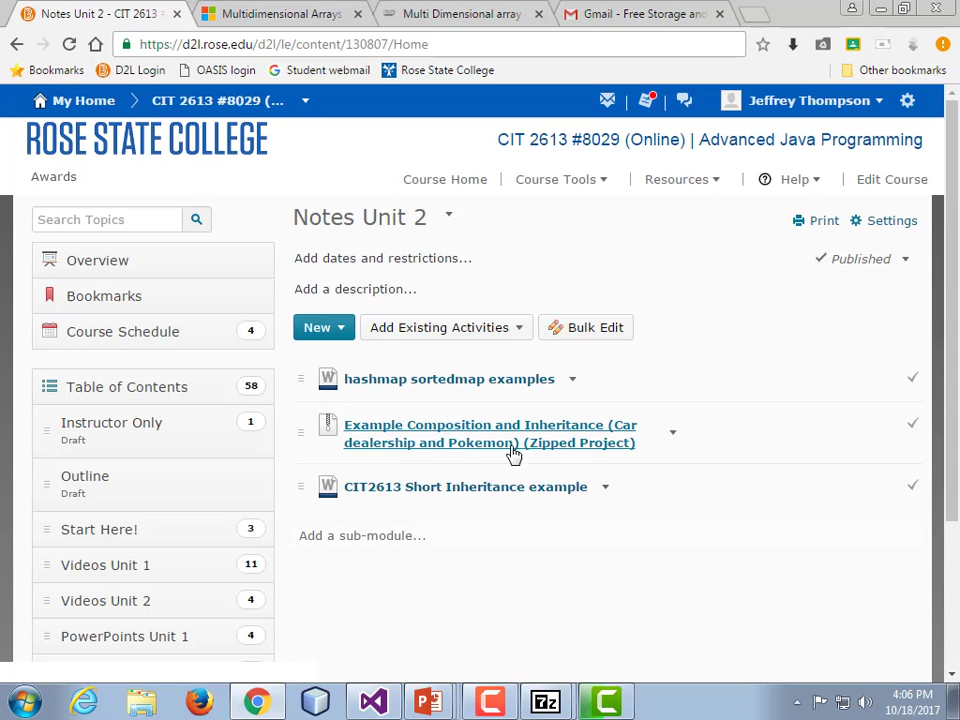 Notes Unit 2 - CIT 2613
Multidimensional Arrays
Multi Dimensional array
Gmail - Free Storage and
https://d2l.rose.edu/d2l/le/content/130807/Home
Bookmarks
D2L Login
OASIS login
Student webmail
Rose State College
Other bookmarks
My Home
CIT 2613 #8029 (...
Jeffrey Thompson
ROSE STATE COLLEGE
CIT 2613 #8029 (Online) | Advanced Java Programming
Awards
Course Home
Course Tools
Resources
Help
Edit Course
Search Topics
Notes Unit 2
Print
Settings
Overview
Add dates and restrictions...
Published
Bookmarks
Add a description...
Course Schedule 4
New
Add Existing Activities
Bulk Edit
Table of Contents 58
hashmap sortedmap examples
Instructor Only 1
Draft
Example Composition and Inheritance (Car
dealership and Pokemon) (Zipped Project)
Outline
Draft
CIT2613 Short Inheritance example
Start Here! 3
Add a sub-module...
Videos Unit 1 11
Videos Unit 2 4
PowerPoints Unit 1 4
4:06 PM
10/18/2017